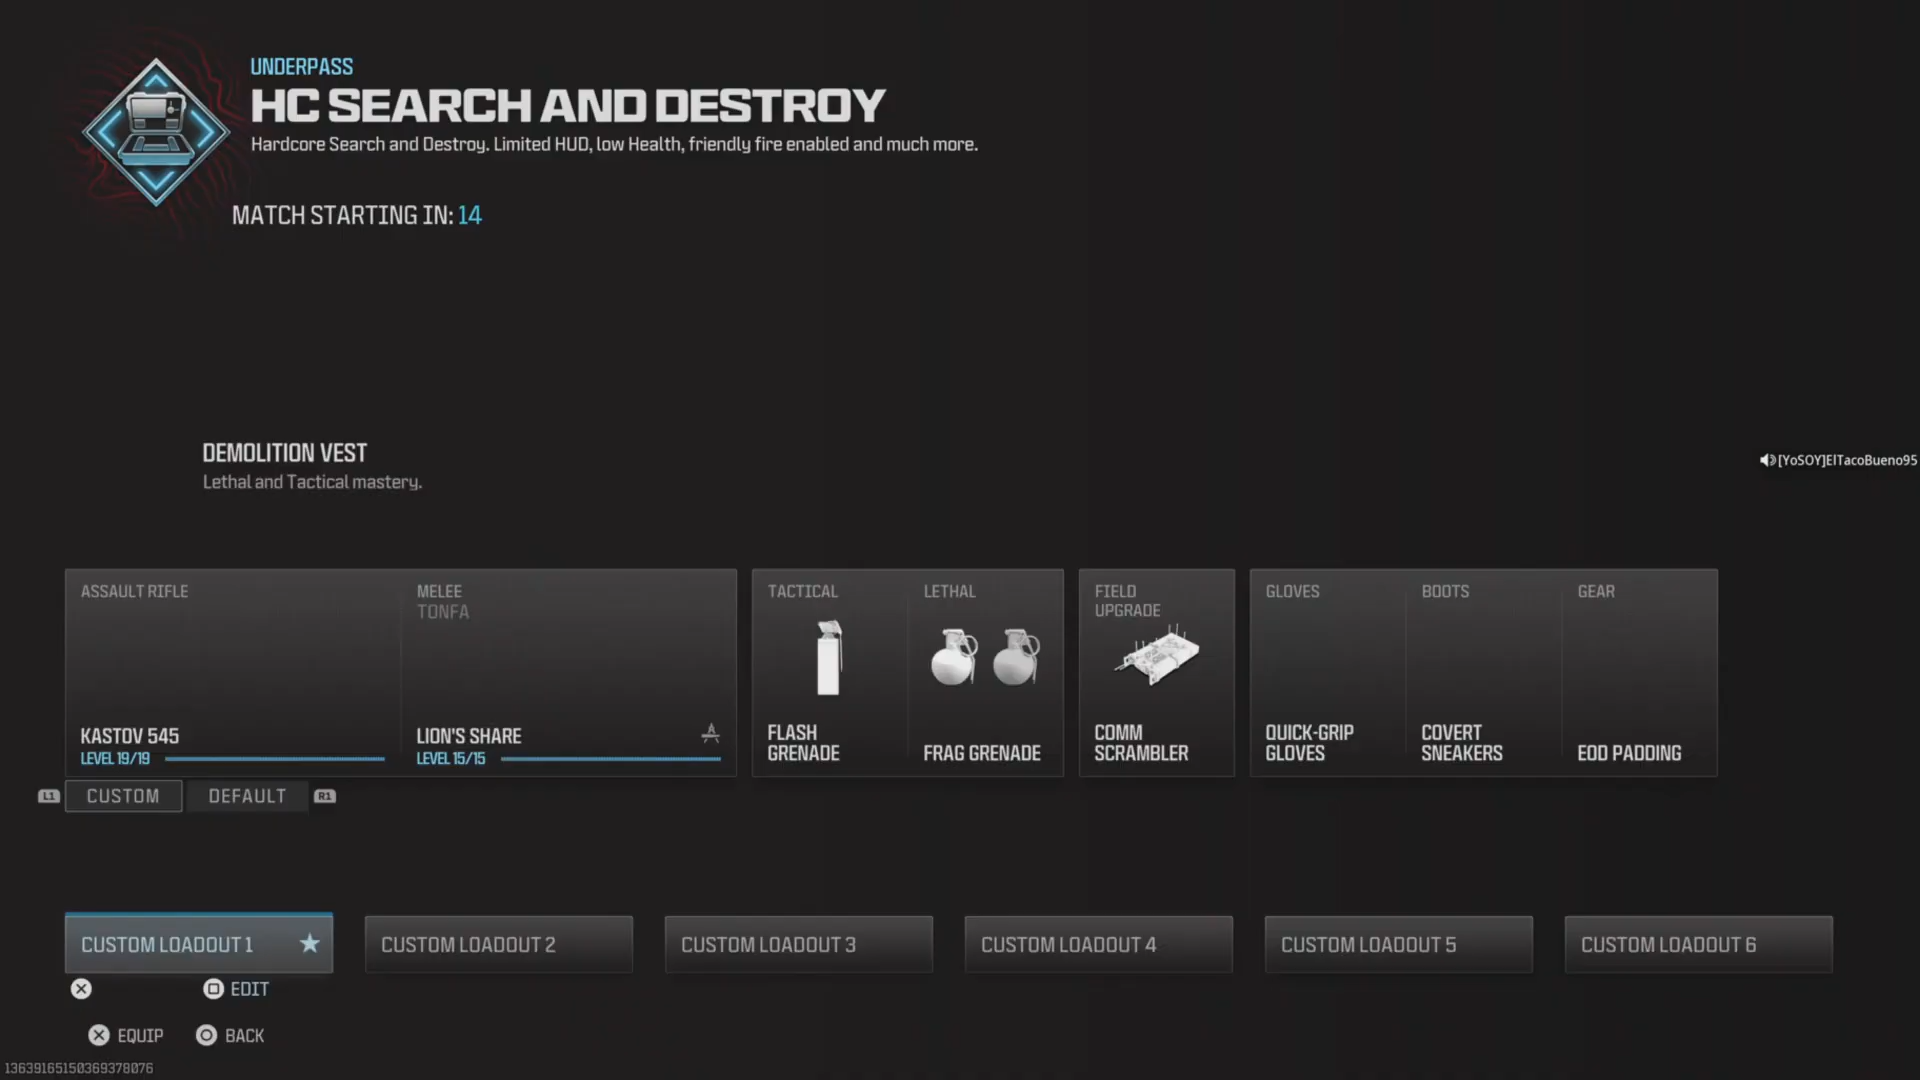 UNDERPASS
HC SEARCH AND DESTROY
Hardcore Search and Destroy. Limited HUD, low Health, friendly fire enabled and much more.
MATCH STARTING IN: 14
DEMOLITION VEST
Lethal and Tactical mastery.
[YoSOY]ElTacoBueno95
ASSAULT RIFLE
KASTOV 545
LEVEL 19/19
MELEE
TONFA
LION'S SHARE
LEVEL 15/15
TACTICAL
FLASH
GRENADE
LETHAL
FRAG GRENADE
FIELD
UPGRADE
COMM
SCRAMBLER
GLOVES
QUICK-GRIP
GLOVES
BOOTS
COVERT
SNEAKERS
GEAR
EOD PADDING
L1 CUSTOM DEFAULT R1
CUSTOM LOADOUT 1
CUSTOM LOADOUT 2
CUSTOM LOADOUT 3
CUSTOM LOADOUT 4
CUSTOM LOADOUT 5
CUSTOM LOADOUT 6
EDIT
EQUIP BACK
13639165150369378076